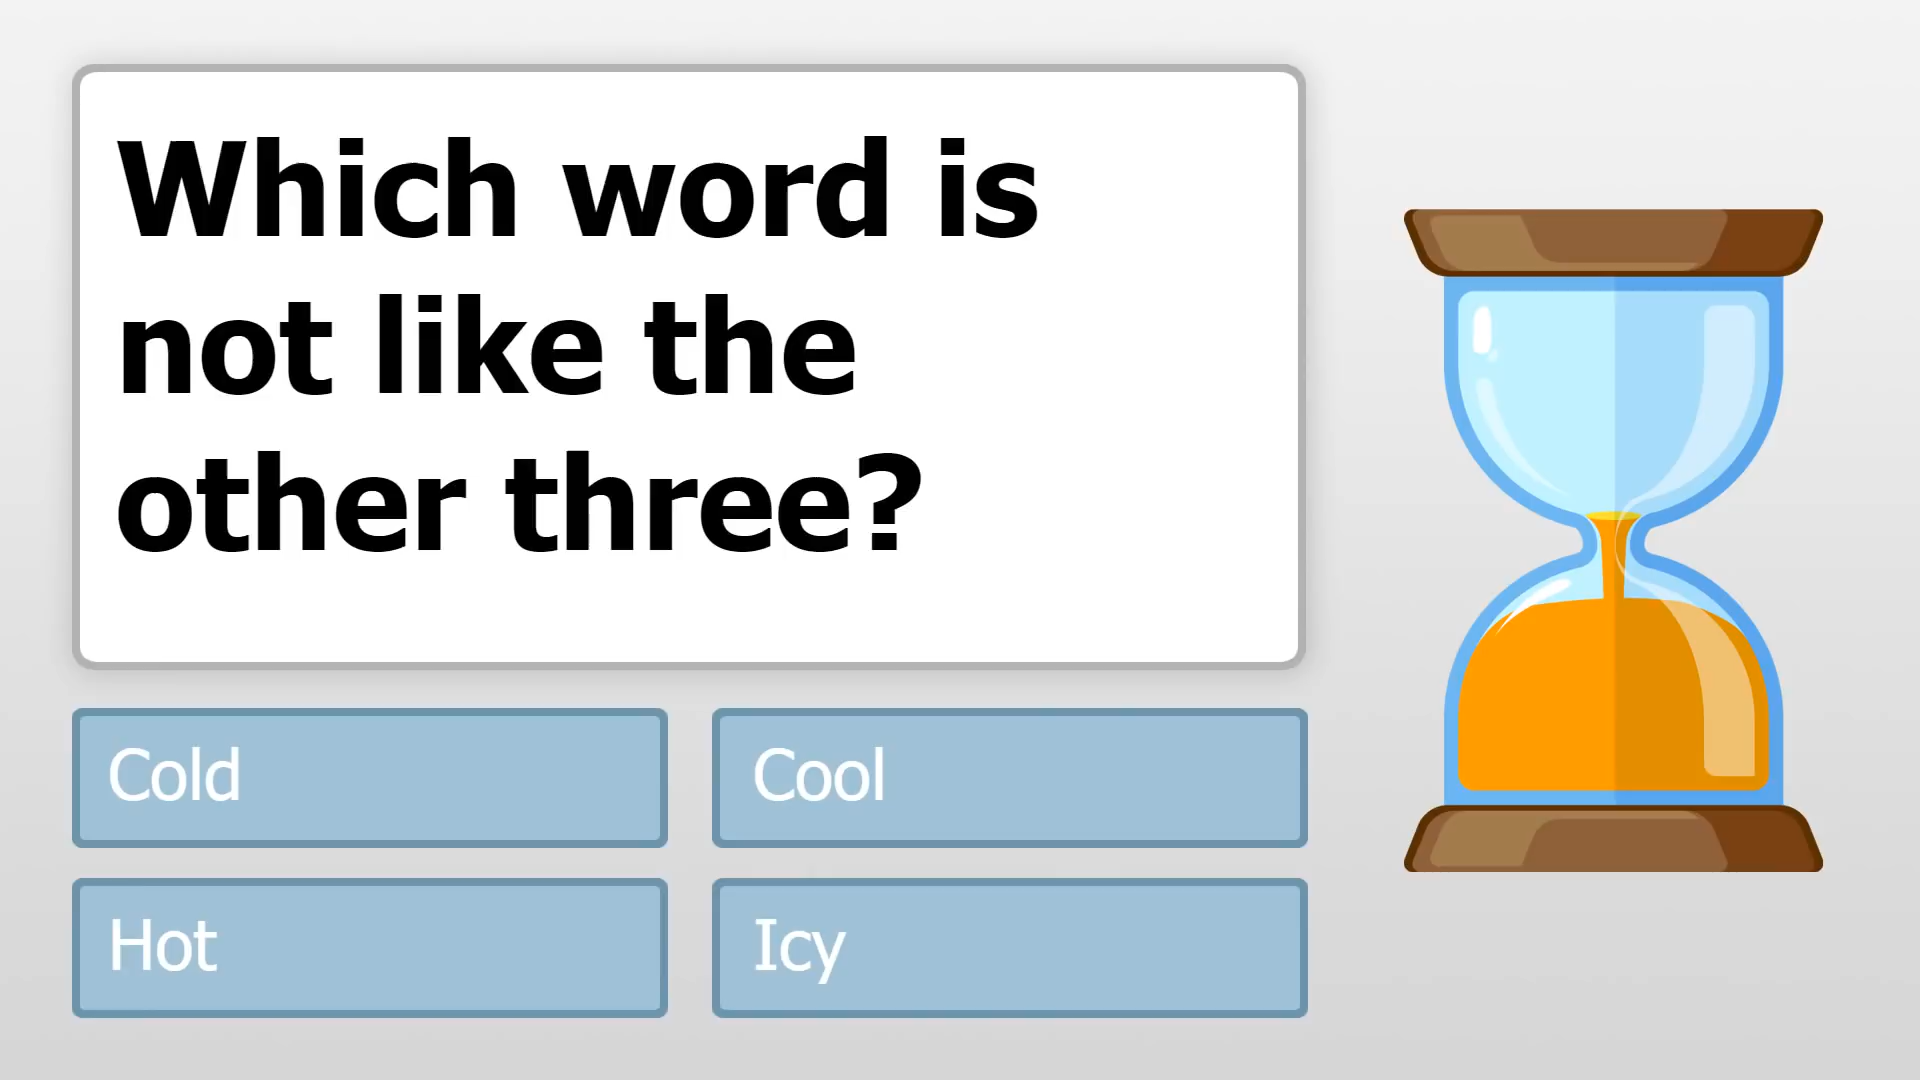 Which word is
not like the
other three?
Cold
Cool
Hot
Icy